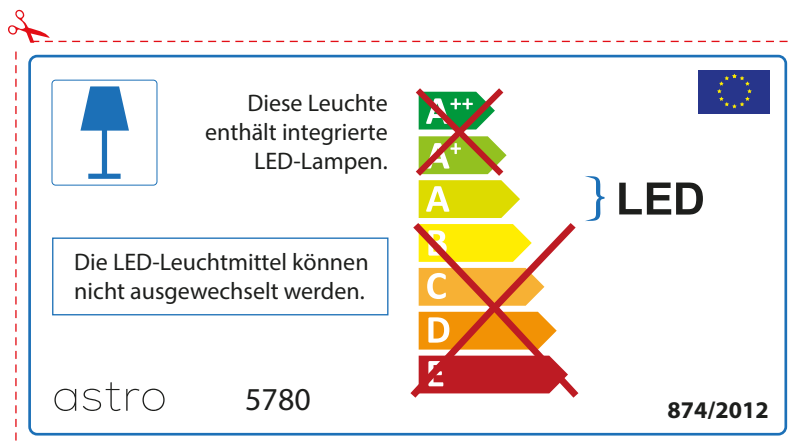 Diese Leuchte
enthält integrierte
LED-Lampen.
Die LED-Leuchtmittel können
nicht ausgewechselt werden.
A++
A+
A
B
C
D
E
LED
astro
5780
874/2012